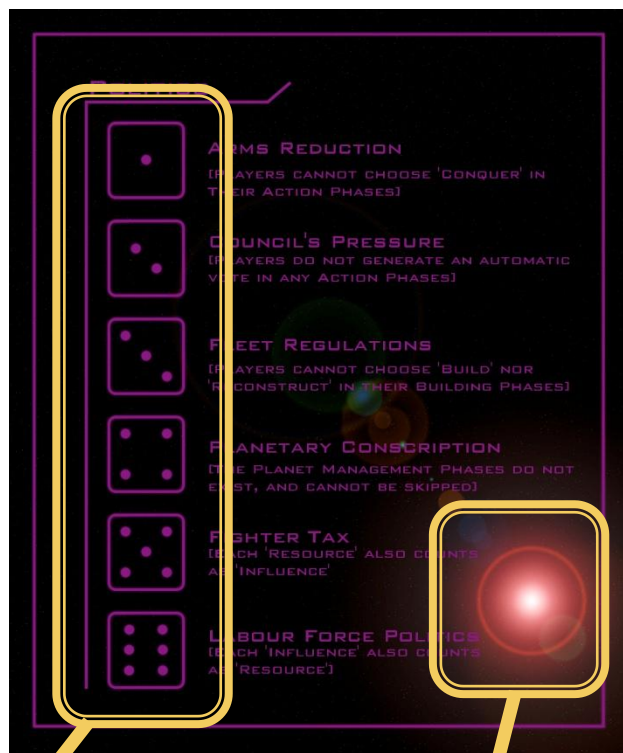 Politics
Arms Reduction
[Players cannot choose 'Conquer' in
their Action Phases]
Council's Pressure
[Players do not generate an automatic
vote in any Action Phases]
Fleet Regulations
[Players cannot choose 'Build' nor
'Reconstruct' in their Building Phases]
Planetary Conscription
[The Planet Management Phases do not
exist, and cannot be skipped]
Fighter Tax
[Each 'Resource' also counts
as 'Influence'
Labour Force Politics
[Each 'Influence' also counts
as 'Resource']